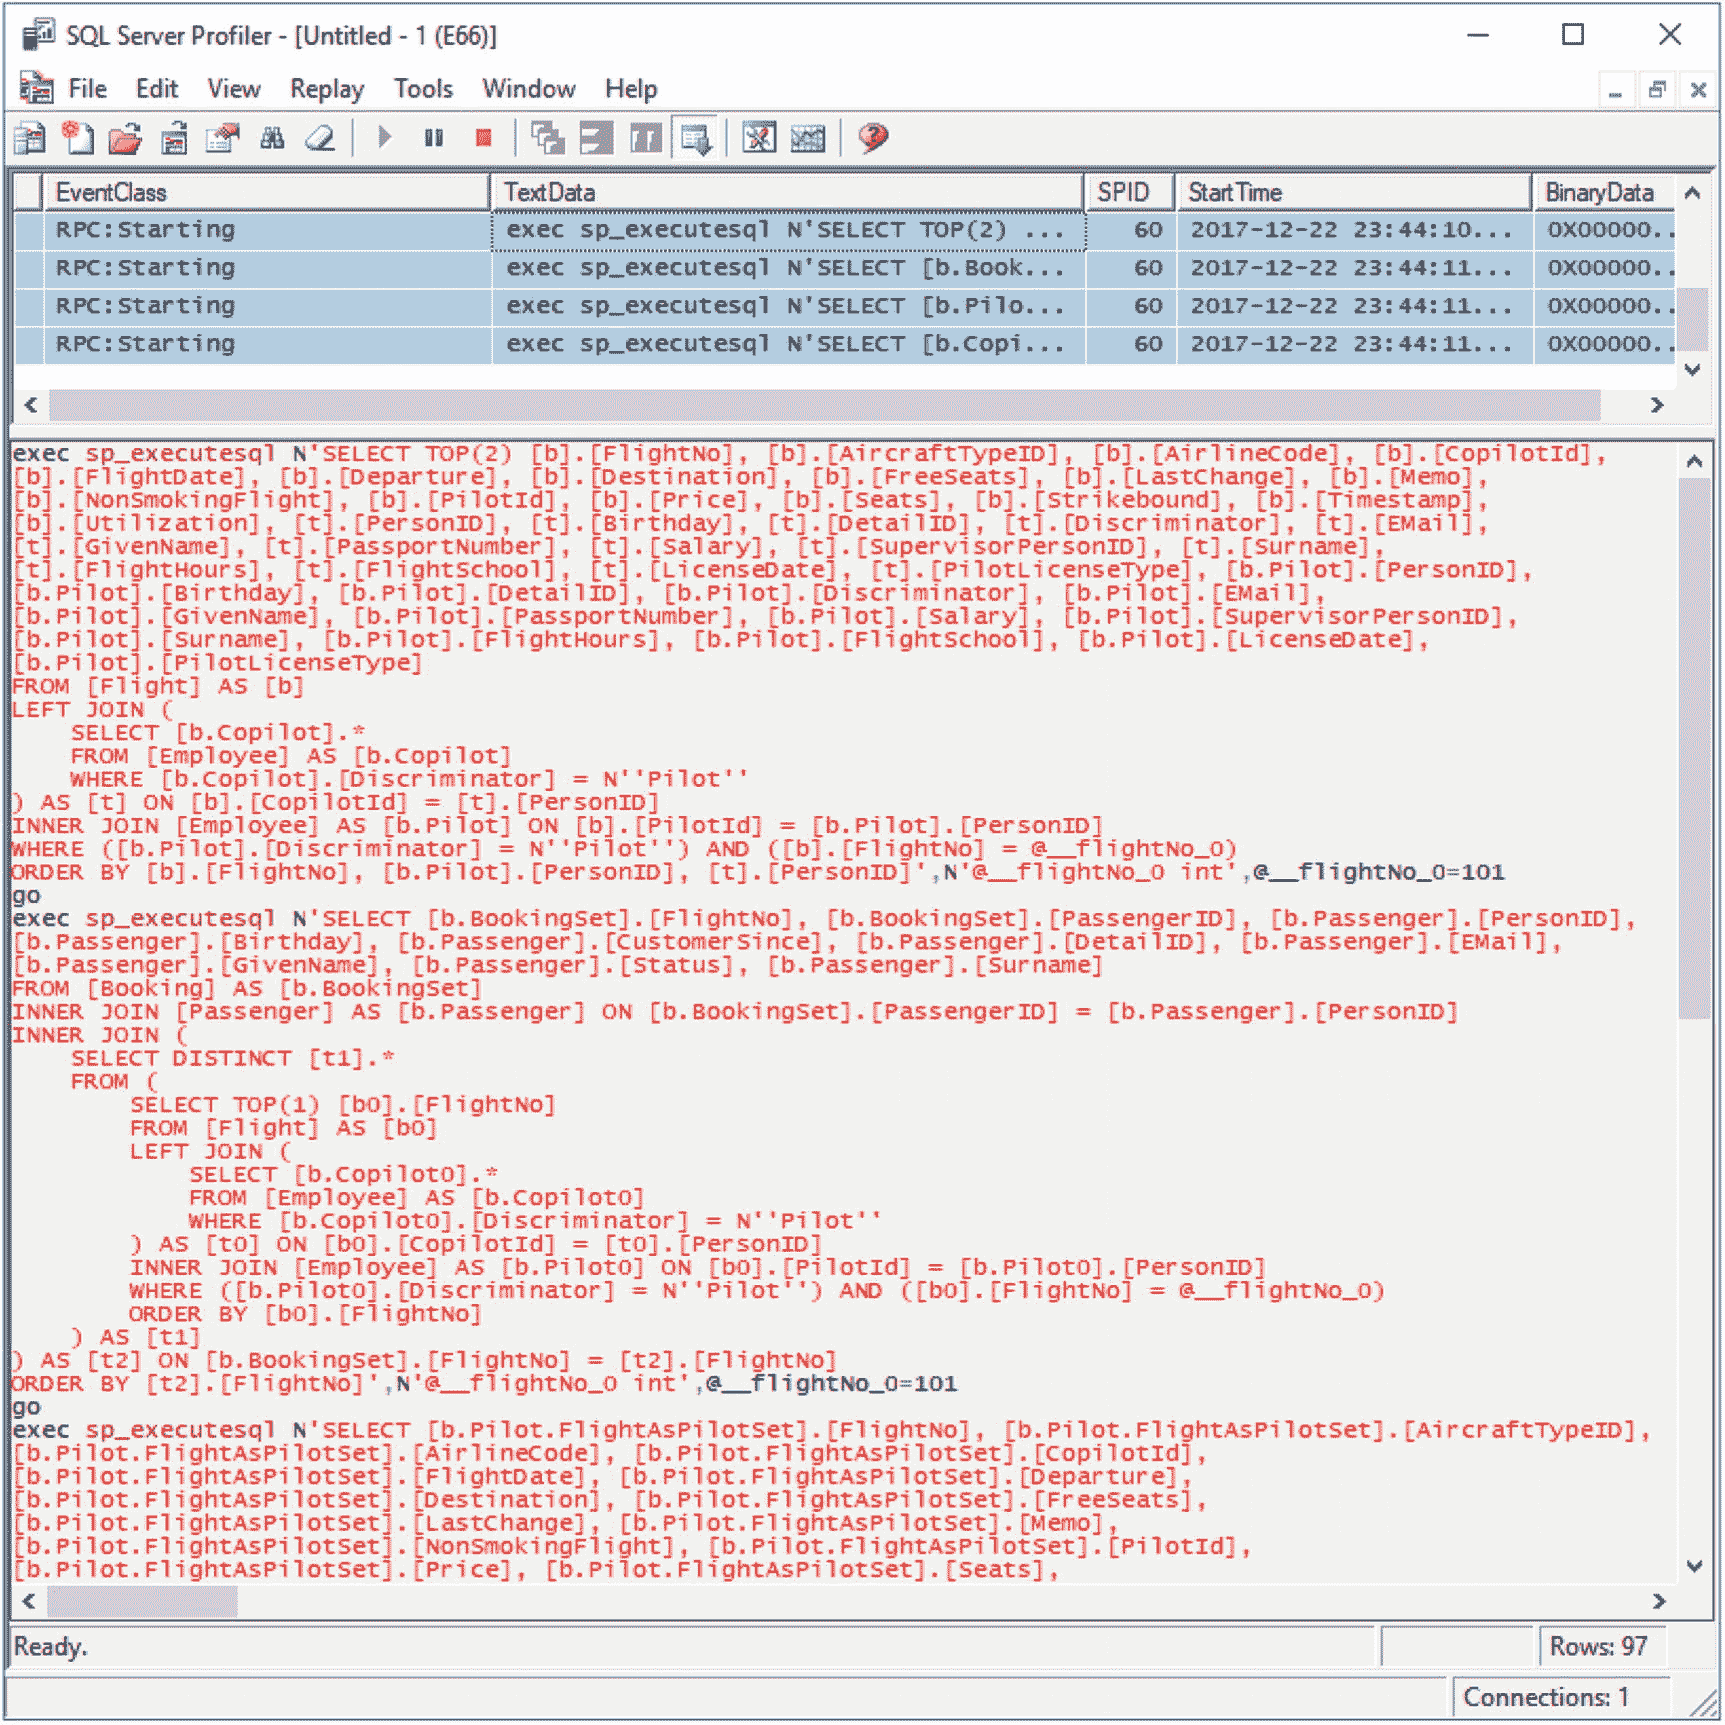 SQL Server Profiler - [Untitled - 1 (E66)]
File Edit View Replay Tools Window Help
EventClass TextData SPID StartTime BinaryData
RPC:Starting exec sp_executesql N'SELECT TOP(2) ... 60 2017-12-22 23:44:10... 0X00000..
RPC:Starting exec sp_executesql N'SELECT [b.Book... 60 2017-12-22 23:44:11... 0X00000..
RPC:Starting exec sp_executesql N'SELECT [b.Pilo... 60 2017-12-22 23:44:11... 0X00000..
RPC:Starting exec sp_executesql N'SELECT [b.Copi... 60 2017-12-22 23:44:11... 0X00000..
exec sp_executesql N'SELECT TOP(2) [b].[FlightNo], [b].[AircraftTypeID], [b].[AirlineCode], [b].[CopilotId],
[b].[FlightDate], [b].[Departure], [b].[Destination], [b].[FreeSeats], [b].[LastChange], [b].[Memo],
[b].[NonSmokingFlight], [b].[PilotId], [b].[Price], [b].[Seats], [b].[Strikebound], [b].[Timestamp],
[b].[Utilization], [t].[PersonID], [t].[Birthday], [t].[DetailID], [t].[Discriminator], [t].[EMail],
[t].[GivenName], [t].[PassportNumber], [t].[Salary], [t].[SupervisorPersonID], [t].[Surname],
[t].[FlightHours], [t].[FlightSchool], [t].[LicenseDate], [t].[PilotLicenseType], [b.Pilot].[PersonID],
[b.Pilot].[Birthday], [b.Pilot].[DetailID], [b.Pilot].[Discriminator], [b.Pilot].[EMail],
[b.Pilot].[GivenName], [b.Pilot].[PassportNumber], [b.Pilot].[Salary], [b.Pilot].[SupervisorPersonID],
[b.Pilot].[Surname], [b.Pilot].[FlightHours], [b.Pilot].[FlightSchool], [b.Pilot].[LicenseDate],
[b.Pilot].[PilotLicenseType]
FROM [Flight] AS [b]
LEFT JOIN (
    SELECT [b.Copilot].*
    FROM [Employee] AS [b.Copilot]
    WHERE [b.Copilot].[Discriminator] = N''Pilot''
) AS [t] ON [b].[CopilotId] = [t].[PersonID]
INNER JOIN [Employee] AS [b.Pilot] ON [b].[PilotId] = [b.Pilot].[PersonID]
WHERE ([b.Pilot].[Discriminator] = N''Pilot'') AND ([b].[FlightNo] = @__flightNo_0)
ORDER BY [b].[FlightNo], [b.Pilot].[PersonID], [t].[PersonID]',N'@__flightNo_0 int',@__flightNo_0=101
go
exec sp_executesql N'SELECT [b.BookingSet].[FlightNo], [b.BookingSet].[PassengerID], [b.Passenger].[PersonID],
[b.Passenger].[Birthday], [b.Passenger].[CustomerSince], [b.Passenger].[DetailID], [b.Passenger].[EMail],
[b.Passenger].[GivenName], [b.Passenger].[Status], [b.Passenger].[Surname]
FROM [Booking] AS [b.BookingSet]
INNER JOIN [Passenger] AS [b.Passenger] ON [b.BookingSet].[PassengerID] = [b.Passenger].[PersonID]
INNER JOIN (
    SELECT DISTINCT [t1].*
    FROM (
        SELECT TOP(1) [b0].[FlightNo]
        FROM [Flight] AS [b0]
        LEFT JOIN (
            SELECT [b.Copilot0].*
            FROM [Employee] AS [b.Copilot0]
            WHERE [b.Copilot0].[Discriminator] = N''Pilot''
        ) AS [t0] ON [b0].[CopilotId] = [t0].[PersonID]
        INNER JOIN [Employee] AS [b.Pilot0] ON [b0].[PilotId] = [b.Pilot0].[PersonID]
        WHERE ([b.Pilot0].[Discriminator] = N''Pilot'') AND ([b0].[FlightNo] = @__flightNo_0)
        ORDER BY [b0].[FlightNo]
    ) AS [t1]
) AS [t2] ON [b.BookingSet].[FlightNo] = [t2].[FlightNo]
ORDER BY [t2].[FlightNo]',N'@__flightNo_0 int',@__flightNo_0=101
go
exec sp_executesql N'SELECT [b.Pilot.FlightAsPilotSet].[FlightNo], [b.Pilot.FlightAsPilotSet].[AircraftTypeID],
[b.Pilot.FlightAsPilotSet].[AirlineCode], [b.Pilot.FlightAsPilotSet].[CopilotId],
[b.Pilot.FlightAsPilotSet].[FlightDate], [b.Pilot.FlightAsPilotSet].[Departure],
[b.Pilot.FlightAsPilotSet].[Destination], [b.Pilot.FlightAsPilotSet].[FreeSeats],
[b.Pilot.FlightAsPilotSet].[LastChange], [b.Pilot.FlightAsPilotSet].[Memo],
[b.Pilot.FlightAsPilotSet].[NonSmokingFlight], [b.Pilot.FlightAsPilotSet].[PilotId],
[b.Pilot.FlightAsPilotSet].[Price], [b.Pilot.FlightAsPilotSet].[Seats],
Ready. Rows: 97
Connections: 1